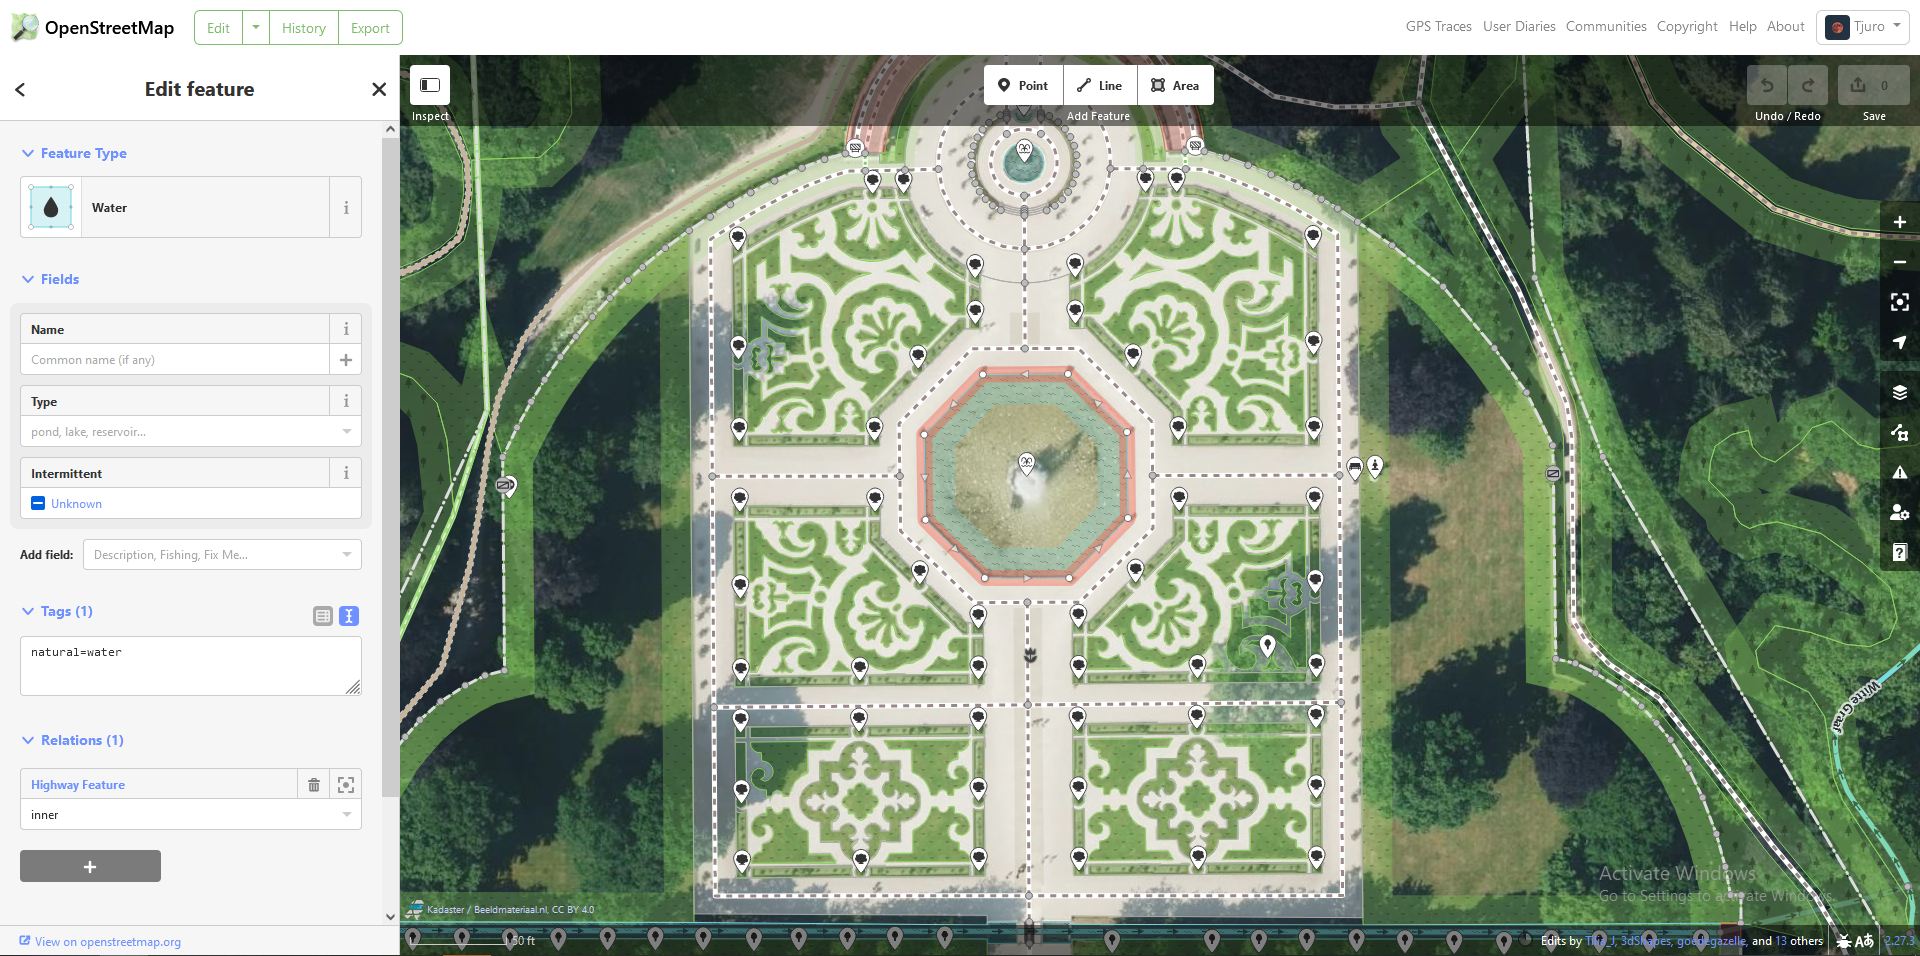 OpenStreetMap
Edit
History
Export
GPS Traces
User Diaries
Communities
Copyright
Help
About
Tjuro
Edit feature
Inspect
Point
Line
Area
Add Feature
Undo / Redo
0
Save
Feature Type
Water
Fields
Name
Common name (if any)
Type
pond, lake, reservoir...
Intermittent
Unknown
Add field:
Description, Fishing, Fix Me...
Tags (1)
natural=water
Relations (1)
Highway Feature
inner
View on openstreetmap.org
Witte Graaf
Activate Windows
Go to Settings to activate Windows.
Kadaster / Beeldmateriaal.nl, CC BY 4.0
50 ft
Edits by 3dShapes, goedegazelle, and 13 others
2.27.3